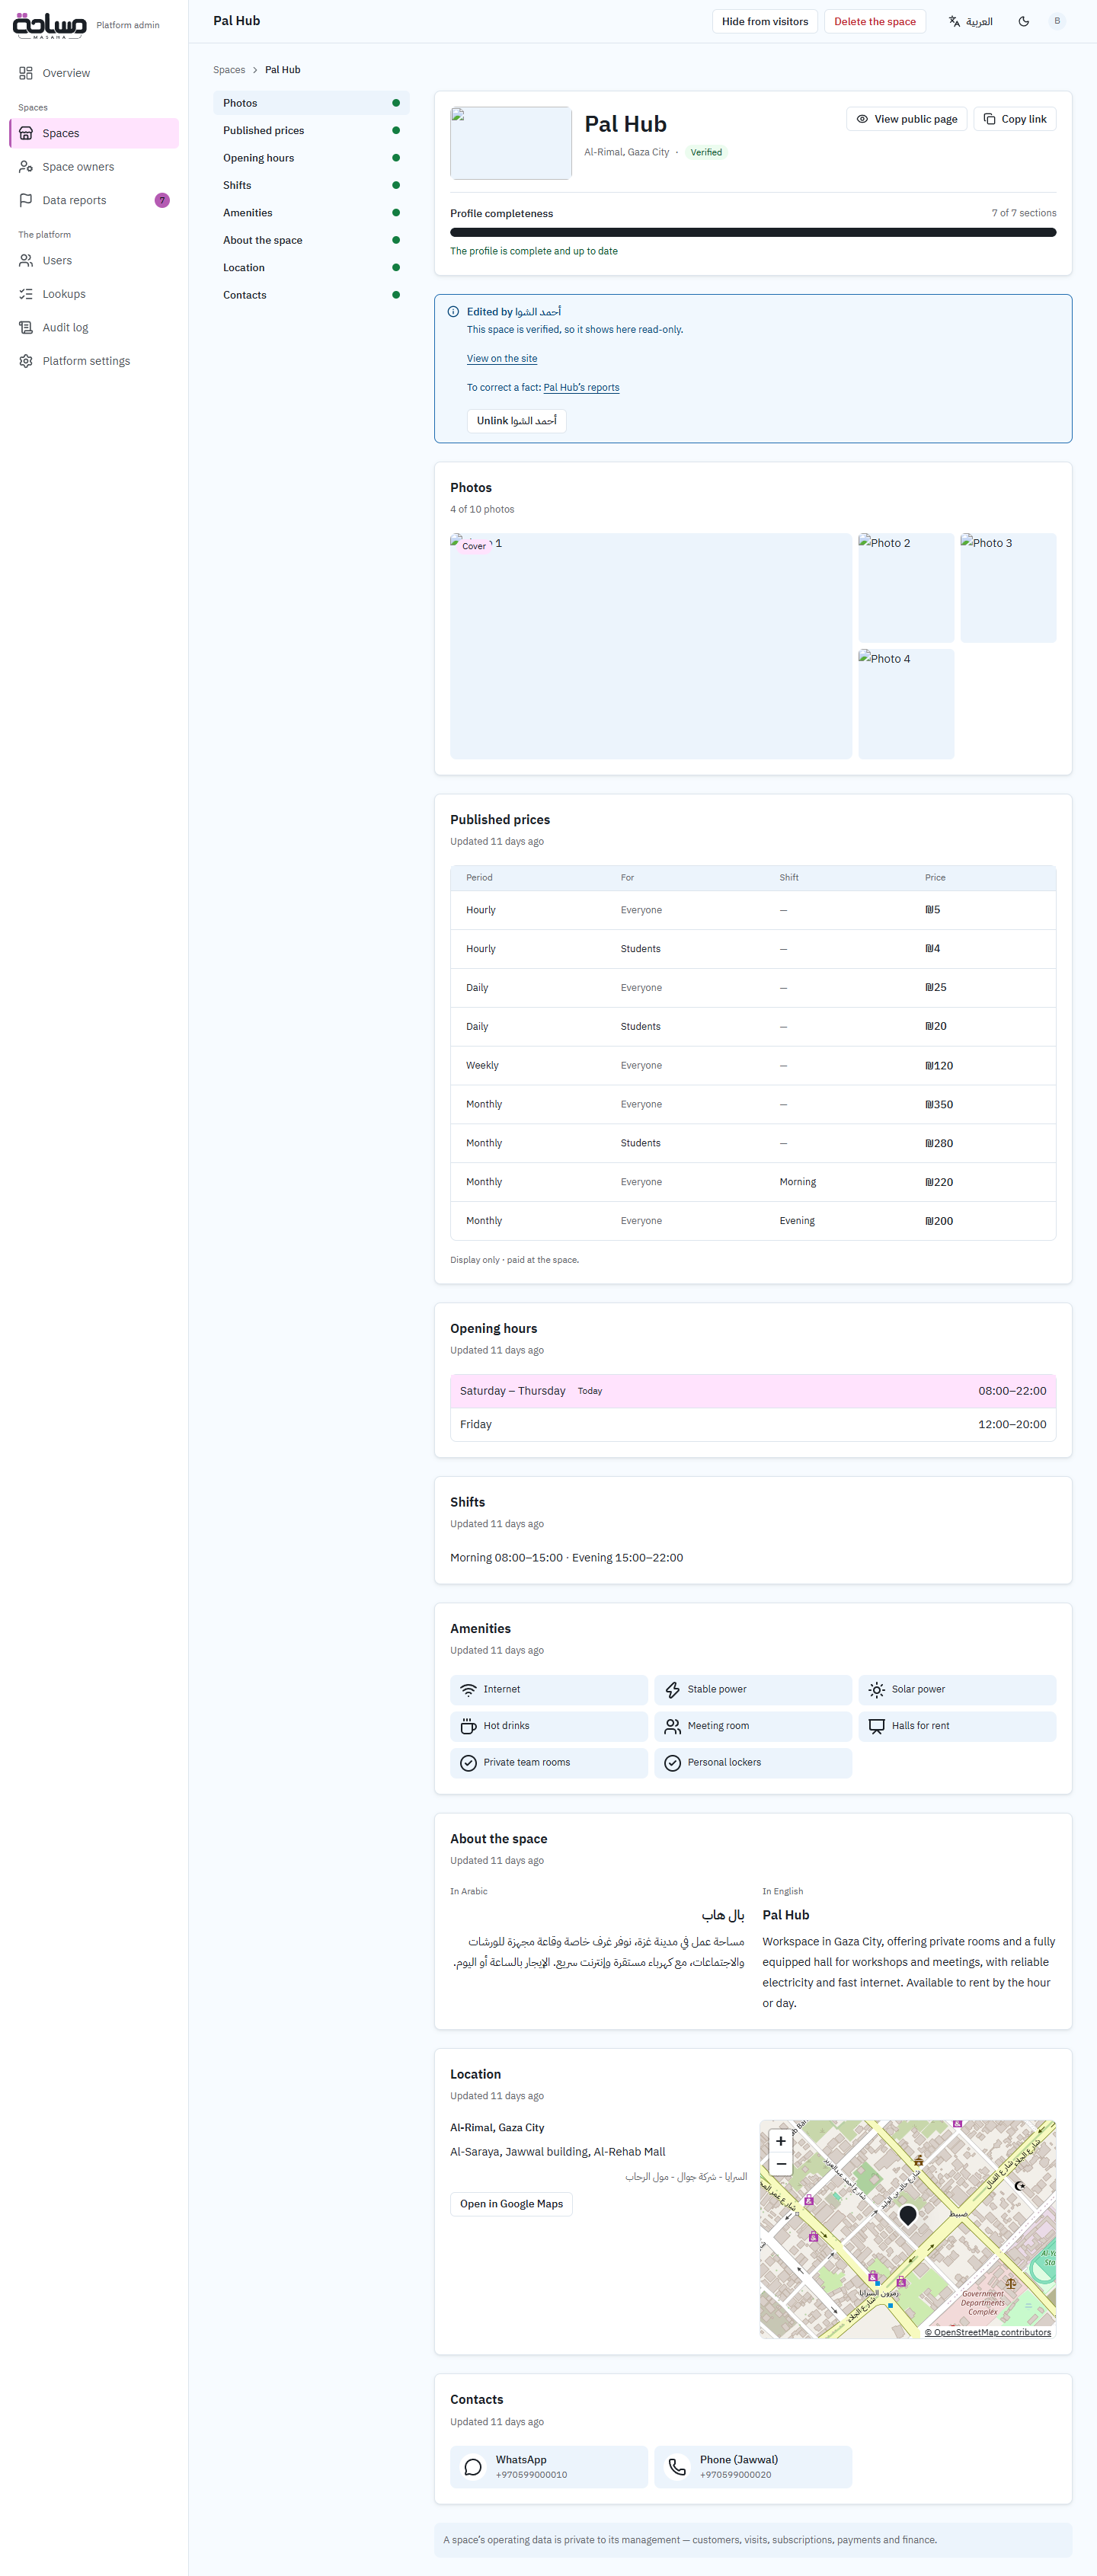 مساحة
MASAHA
Platform admin
Overview
Spaces
Spaces
Space owners
Data reports
7
The platform
Users
Lookups
Audit log
Platform settings
Pal Hub
Hide from visitors
Delete the space
العربية
B
Spaces
Pal Hub
Photos
Published prices
Opening hours
Shifts
Amenities
About the space
Location
Contacts
Pal Hub
Al-Rimal, Gaza City · Verified
View public page
Copy link
Profile completeness
7 of 7 sections
The profile is complete and up to date
Edited by أحمد الشوا
This space is verified, so it shows here read-only.
View on the site
To correct a fact: Pal Hub's reports
Unlink أحمد الشوا
Photos
4 of 10 photos
Cover
1
Photo 2
Photo 3
Photo 4
Published prices
Updated 11 days ago
Period For Shift Price
Hourly Everyone — ₪5
Hourly Students — ₪4
Daily Everyone — ₪25
Daily Students — ₪20
Weekly Everyone — ₪120
Monthly Everyone — ₪350
Monthly Students — ₪280
Monthly Everyone Morning ₪220
Monthly Everyone Evening ₪200
Display only · paid at the space.
Opening hours
Updated 11 days ago
Saturday – Thursday Today 08:00–22:00
Friday 12:00–20:00
Shifts
Updated 11 days ago
Morning 08:00–15:00 · Evening 15:00–22:00
Amenities
Updated 11 days ago
Internet
Stable power
Solar power
Hot drinks
Meeting room
Halls for rent
Private team rooms
Personal lockers
About the space
Updated 11 days ago
In Arabic
بال هاب
مساحة عمل في مدينة غزة، نوفر غرف خاصة وقاعة مجهزة للورشات
والاجتماعات، مع كهرباء مستقرة وإنترنت سريع. الإيجار بالساعة أو اليوم.
In English
Pal Hub
Workspace in Gaza City, offering private rooms and a fully
equipped hall for workshops and meetings, with reliable
electricity and fast internet. Available to rent by the hour
or day.
Location
Updated 11 days ago
Al-Rimal, Gaza City
Al-Saraya, Jawwal building, Al-Rehab Mall
السرايا - شركة جوال - مول الرحاب
Open in Google Maps
+
−
Government
Departments
Complex
© OpenStreetMap contributors
Contacts
Updated 11 days ago
WhatsApp
+970599000010
Phone (Jawwal)
+970599000020
A space's operating data is private to its management — customers, visits, subscriptions, payments and finance.